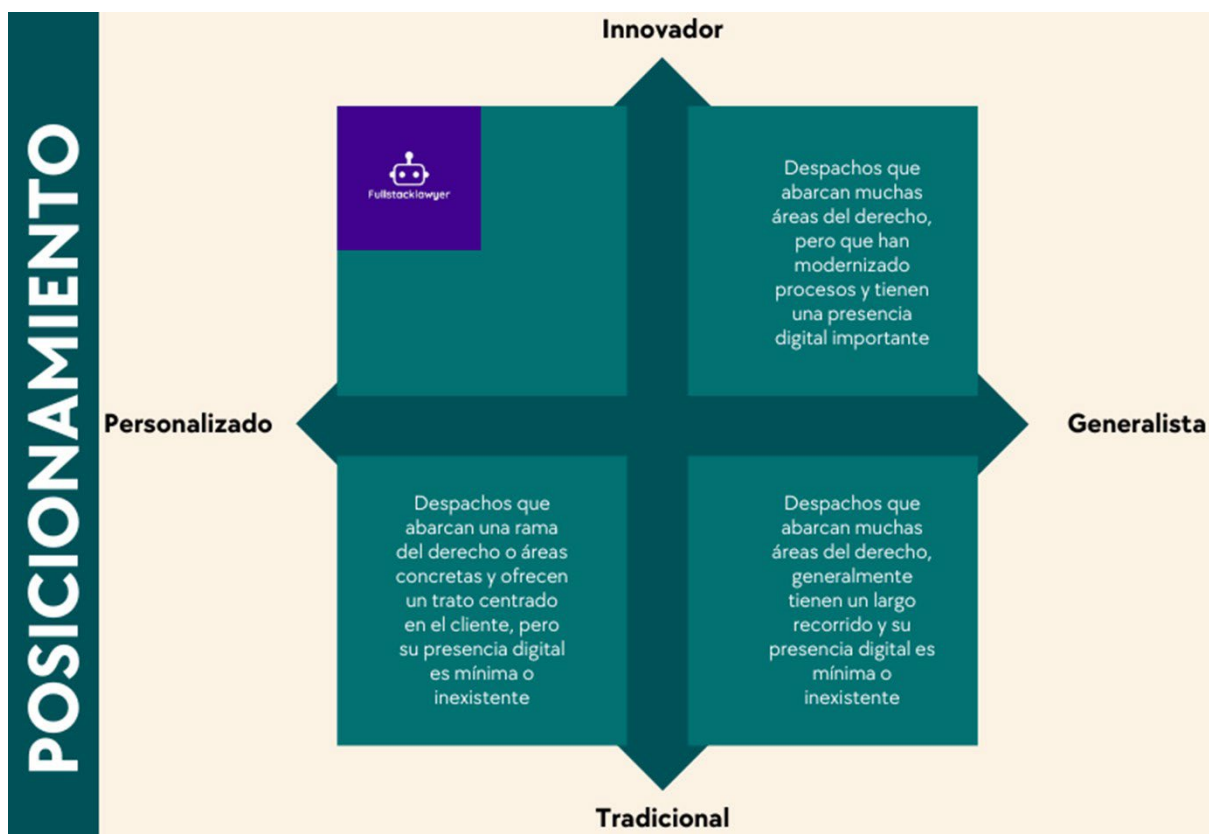 POSICIONAMIENTO
Innovador
Fullstacklawyer
Despachos que
abarcan muchas
áreas del derecho,
pero que han
modernizado
procesos y tienen
una presencia
digital importante
Personalizado
Generalista
Despachos que
abarcan una rama
del derecho o áreas
concretas y ofrecen
un trato centrado
en el cliente, pero
su presencia digital
es mínima o
inexistente
Despachos que
abarcan muchas
áreas del derecho,
generalmente
tienen un largo
recorrido y su
presencia digital es
mínima o
inexistente
Tradicional